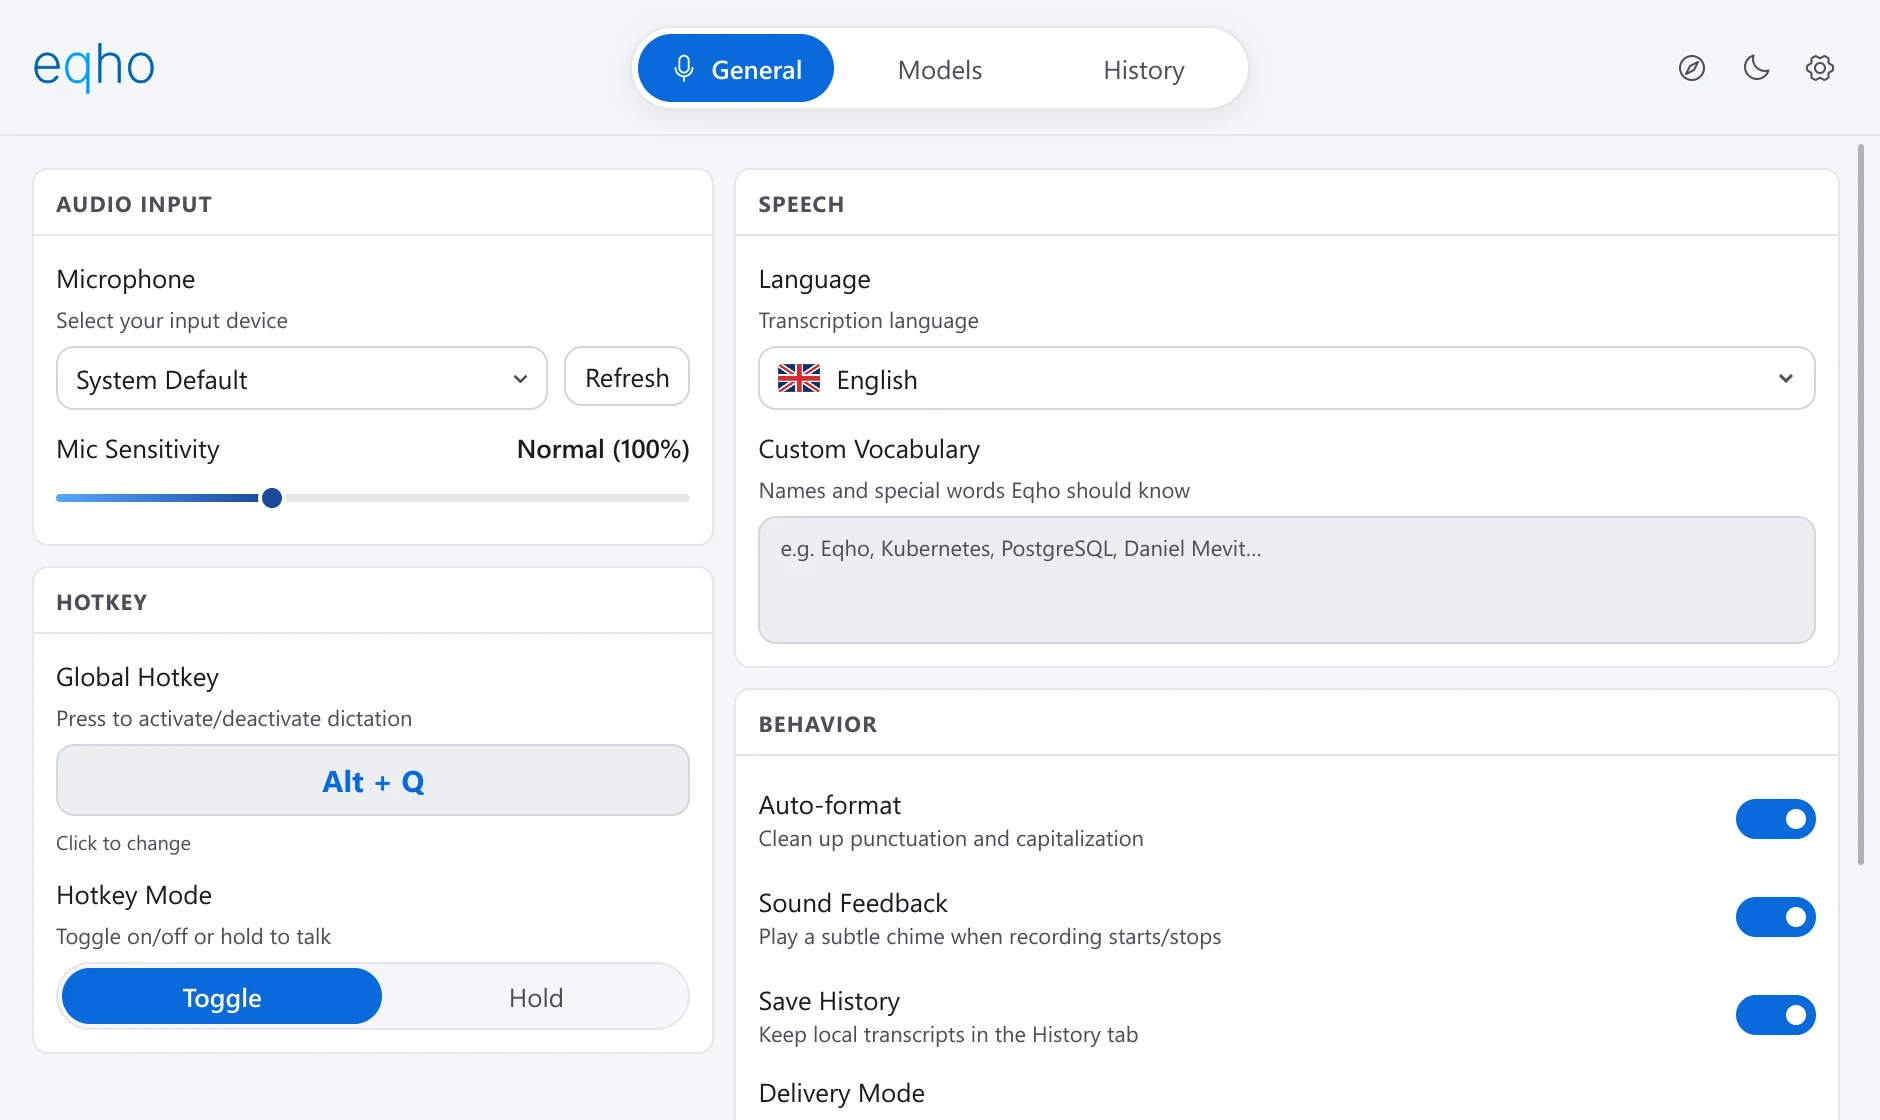 eqho
General
Models
History
AUDIO INPUT
Microphone
Select your input device
System Default
Refresh
Mic Sensitivity
Normal (100%)
HOTKEY
Global Hotkey
Press to activate/deactivate dictation
Alt + Q
Click to change
Hotkey Mode
Toggle on/off or hold to talk
Toggle
Hold
SPEECH
Language
Transcription language
English
Custom Vocabulary
Names and special words Eqho should know
e.g. Eqho, Kubernetes, PostgreSQL, Daniel Mevit...
BEHAVIOR
Auto-format
Clean up punctuation and capitalization
Sound Feedback
Play a subtle chime when recording starts/stops
Save History
Keep local transcripts in the History tab
Delivery Mode